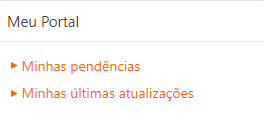 Meu Portal
Minhas pendências
Minhas últimas atualizações